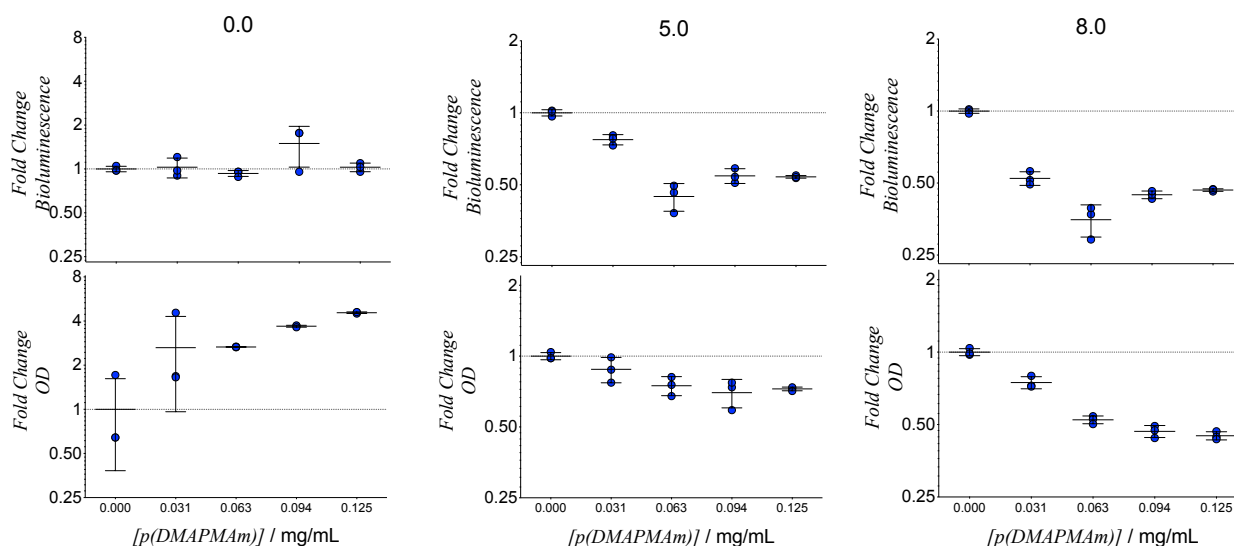 0.0
5.0
8.0
Fold Change
Bioluminescence
8
4
2
1
0.50
0.25
Fold Change
Bioluminescence
2
1
0.50
0.25
Fold Change
Bioluminescence
2
1
0.50
0.25
Fold Change
OD
8
4
2
1
0.50
0.25
0.000 0.031 0.063 0.094 0.125
[p(DMAPMAm)] / mg/mL
Fold Change
OD
2
1
0.50
0.25
0.000 0.031 0.063 0.094 0.125
[p(DMAPMAm)] / mg/mL
Fold Change
OD
2
1
0.50
0.25
0.000 0.031 0.063 0.094 0.125
[p(DMAPMAm)] / mg/mL